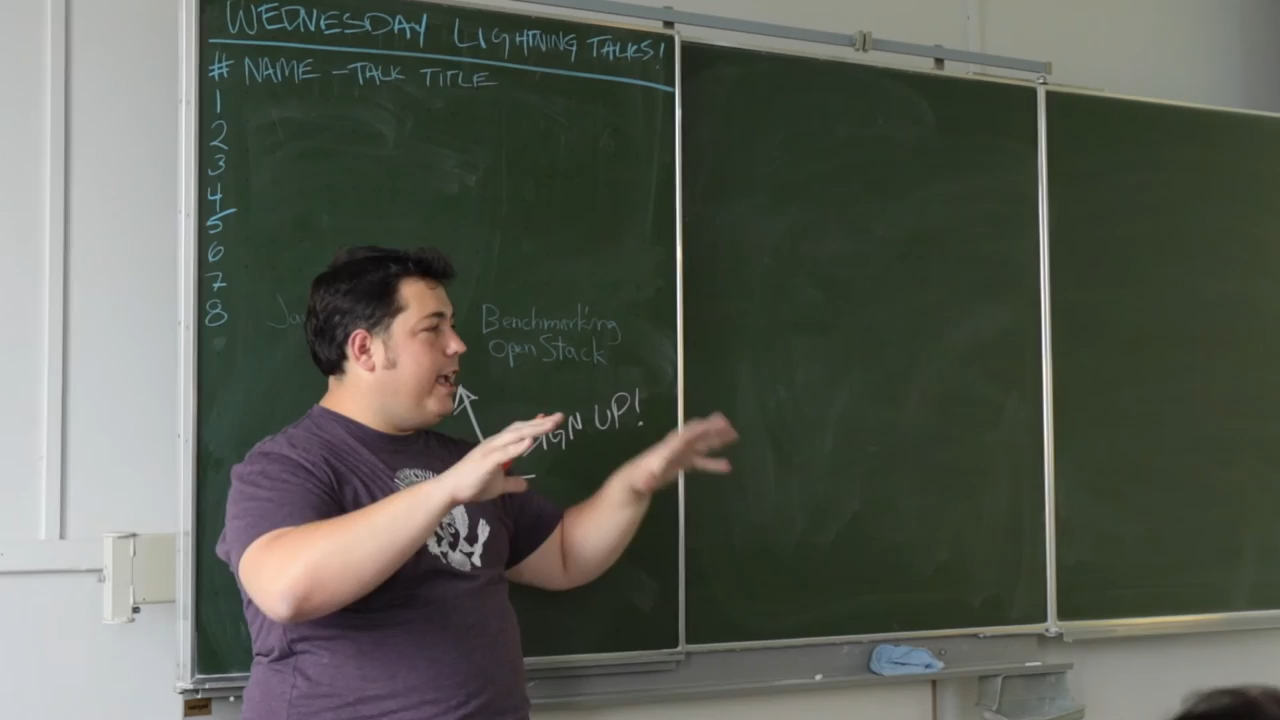 WEDNESDAY LIGHTNING TALKS!
# NAME - TALK TITLE
1
2
3
4
5
6
7
8
Benchmarking
OpenStack
UP!